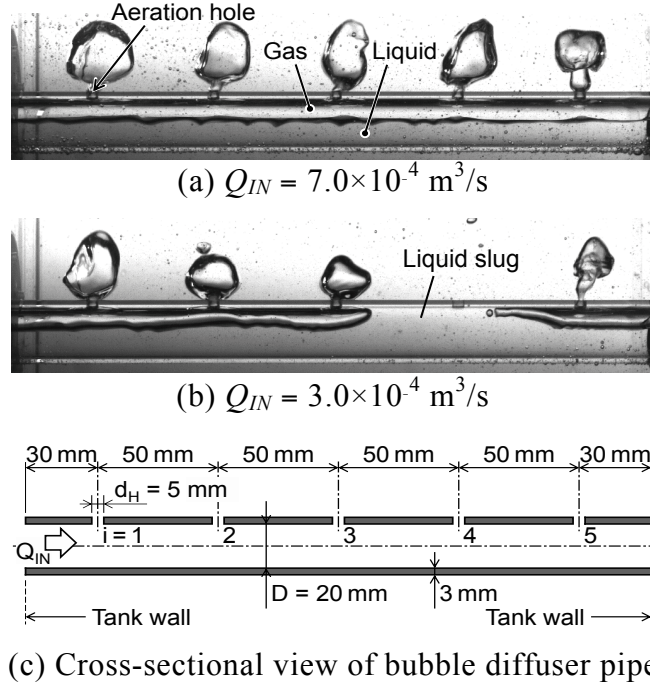 Aeration hole
Gas
Liquid
(a) Q_IN = 7.0×10⁻⁴ m³/s
Liquid slug
(b) Q_IN = 3.0×10⁻⁴ m³/s
30 mm 50 mm 50 mm 50 mm 50 mm 30 mm
d_H = 5 mm
Q_IN i = 1 2 3 4 5
D = 20 mm 3 mm
Tank wall Tank wall
(c) Cross-sectional view of bubble diffuser pipe